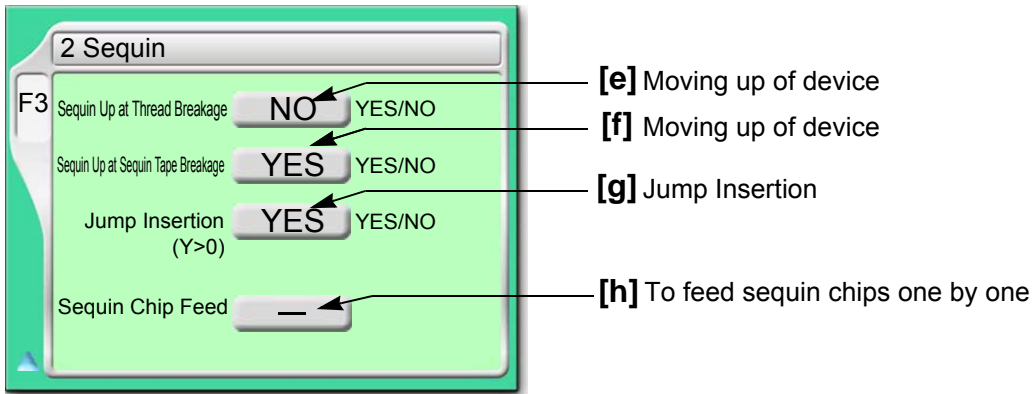 2 Sequin
[e] Moving up of device
F3
Sequin Up at Thread Breakage NO YES/NO
[f] Moving up of device
Sequin Up at Sequin Tape Breakage YES YES/NO
[g] Jump Insertion
Jump Insertion YES YES/NO
(Y>0)
Sequin Chip Feed —
[h] To feed sequin chips one by one